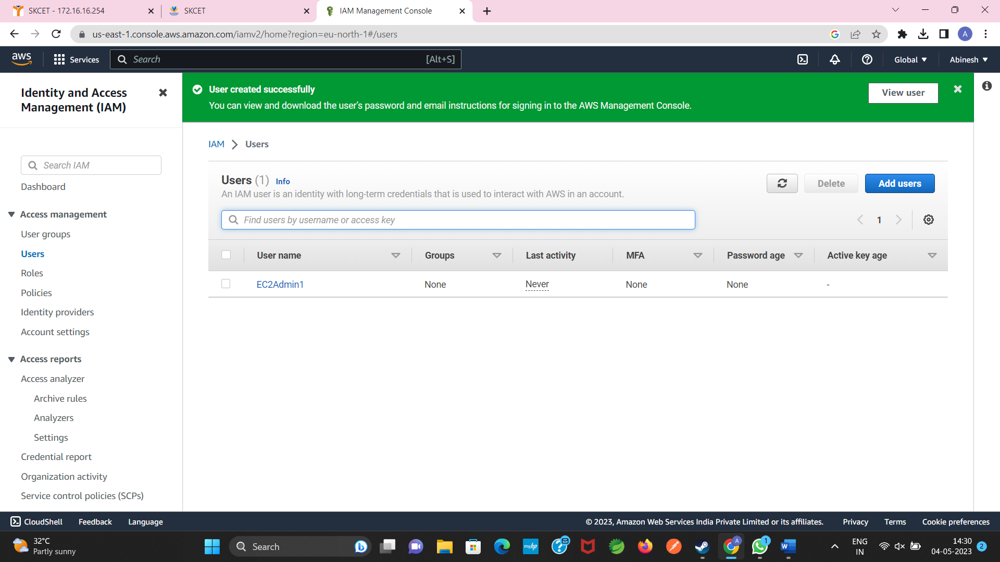 SKCET - 172.16.16.254
SKCET
IAM Management Console
us-east-1.console.aws.amazon.com/iamv2/home?region=eu-north-1#/users
A
aws
Services
Search
[Alt+S]
Global
Abinesh
Identity and Access
Management (IAM)
User created successfully
You can view and download the user's password and email instructions for signing in to the AWS Management Console.
View user
IAM
Users
Search IAM
Dashboard
Access management
User groups
Users
Roles
Policies
Identity providers
Account settings
Access reports
Access analyzer
Archive rules
Analyzers
Settings
Credential report
Organization activity
Service control policies (SCPs)
Users (1) Info
An IAM user is an identity with long-term credentials that is used to interact with AWS in an account.
Delete
Add users
Find users by username or access key
1
User name Groups Last activity MFA Password age Active key age
EC2Admin1 None Never None None -
CloudShell Feedback Language
© 2023, Amazon Web Services India Private Limited or its affiliates. Privacy Terms Cookie preferences
32°C
Partly sunny
Search
myhp
A
1
W
ENG
IN
14:30
04-05-2023
2